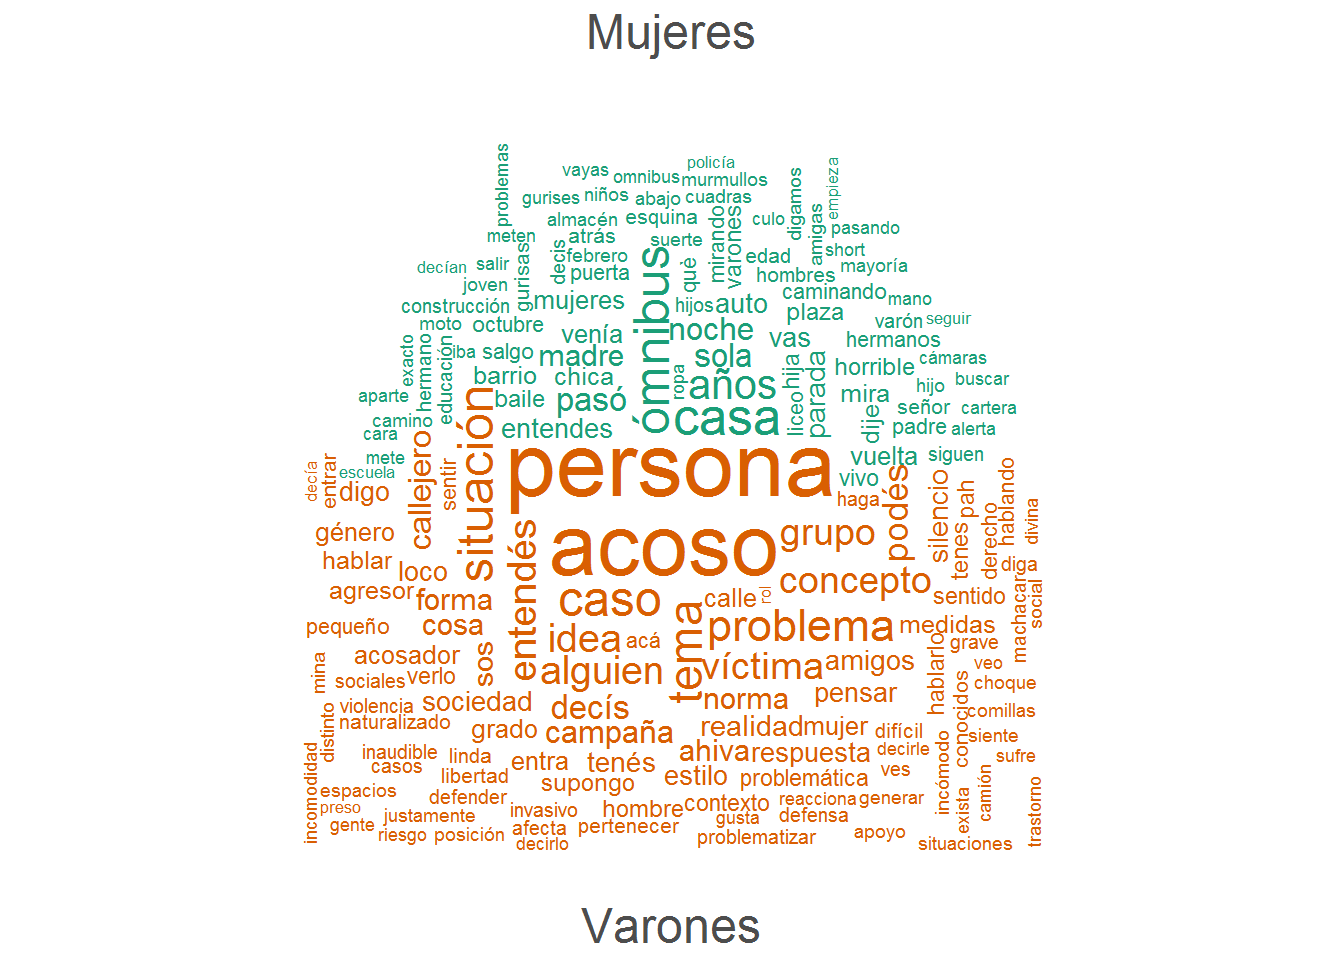 Mujeres
problemas
vayas
omnibus
policía
murmullos
digamos
empieza
gurises
niños
abajo
cuadras
almacén
esquina
culo
amigas
pasando
meten
atrás
suerte
mirando
varones
short
decían
salir
gurisas
decis
febrero
puerta
ómnibus
qué
edad
hombres
mayoría
joven
construcción
mujeres
hijos
auto
caminando
plaza
mano
moto
octubre
venía
noche
vas
varón
seguir
exacto
hermano
educación
iba
salgo
madre
sola
hermanos
barrio
chica
ropa
años
hija
parada
horrible
cámaras
aparte
baile
pasó
casa
liceo
mira
hijo
buscar
camino
entendes
dije
señor
cartera
cara
padre
alerta
mete
vuelta
siguen
escuela
vivo
situación
callejero
persona
decía
entrar
digo
sentir
haga
podés
silencio
pah
hablando
género
entendés
acoso
grupo
tenes
derecho
divina
hablar
loco
concepto
diga
agresor
forma
caso
calle
rol
sentido
machacar
social
pequeño
cosa
idea
acá
tema
problema
medidas
grave
acosador
sos
alguien
víctima
amigos
hablarlo
veo
mina
sociales
verlo
norma
pensar
conocidos
choque
violencia
sociedad
decís
comillas
naturalizado
grado
campaña
realidad
mujer
difícil
siente
distinto
inaudible
linda
entra
tenés
ahiva
respuesta
decirle
sufre
incomodidad
casos
libertad
supongo
estilo
problemática
ves
incómodo
espacios
defender
reacciona
generar
exista
camión
trastorno
preso
justamente
invasivo
hombre
contexto
gusta
defensa
gente
riesgo
posición
afecta
pertenecer
problematizar
apoyo
decirlo
situaciones
Varones